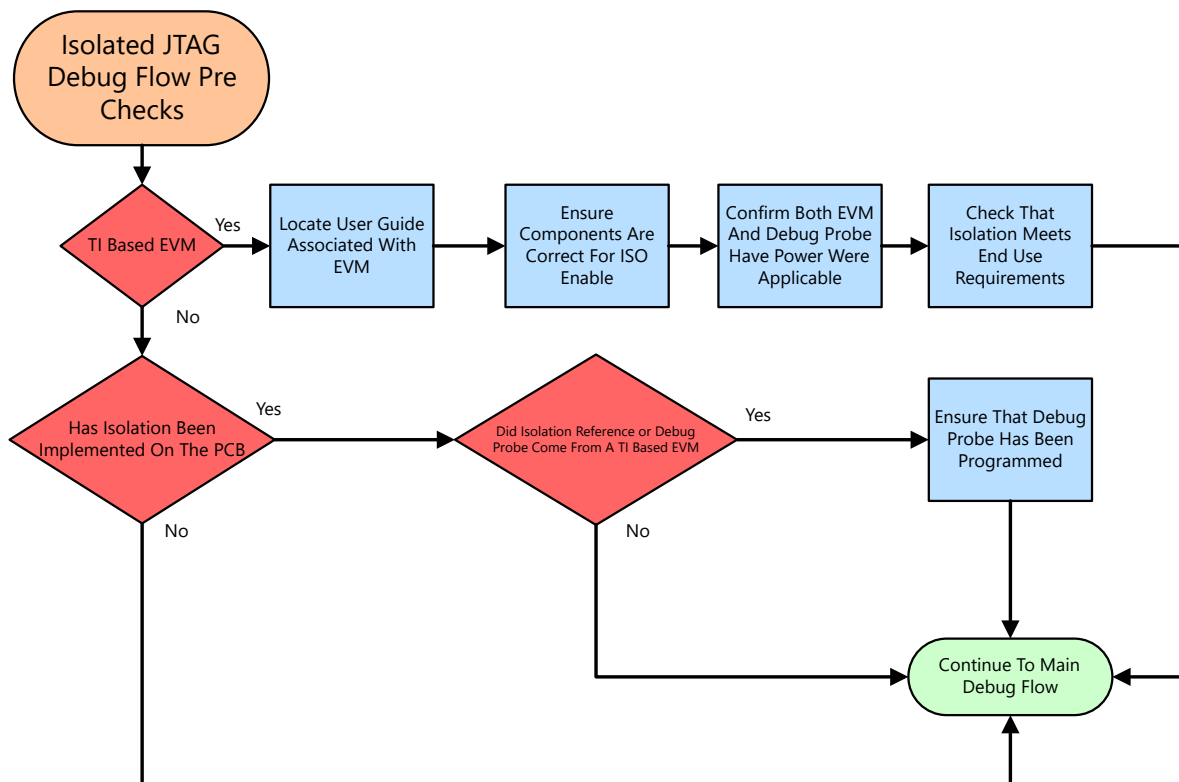 Isolated JTAG
Debug Flow Pre
Checks
TI Based EVM
Yes
Locate User Guide
Associated With
EVM
Ensure
Components Are
Correct For ISO
Enable
Confirm Both EVM
And Debug Probe
Have Power Were
Applicable
Check That
Isolation Meets
End Use
Requirements
No
Has Isolation Been
Implemented On The PCB
Yes
Did Isolation Reference or Debug
Probe Come From A TI Based EVM
Yes
Ensure That Debug
Probe Has Been
Programmed
No
No
Continue To Main
Debug Flow